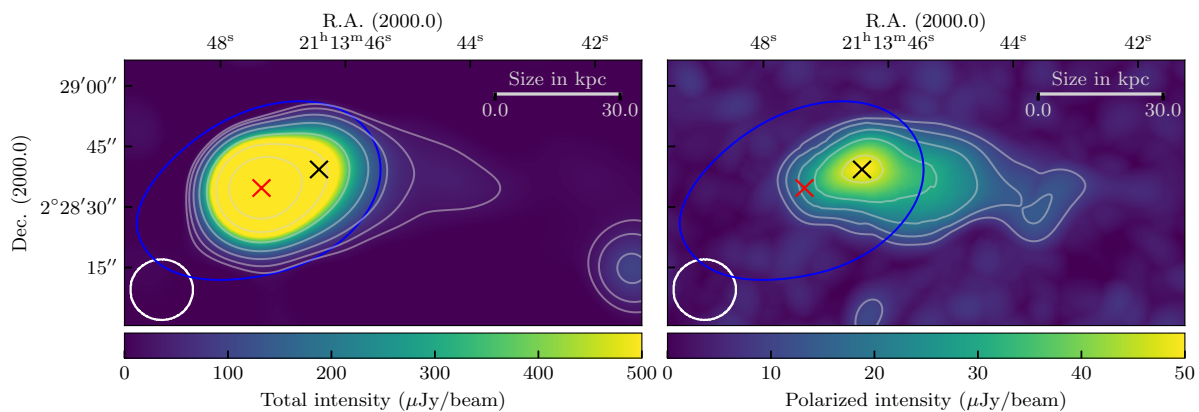 R.A. (2000.0)
48ˢ 21ʰ13ᵐ46ˢ 44ˢ 42ˢ
Dec. (2000.0)
29′00′′
45′′
2°28′30′′
15′′
Size in kpc
0.0 30.0
0 100 200 300 400 500
Total intensity (μJy/beam)
R.A. (2000.0)
48ˢ 21ʰ13ᵐ46ˢ 44ˢ 42ˢ
Size in kpc
0.0 30.0
0 10 20 30 40 50
Polarized intensity (μJy/beam)